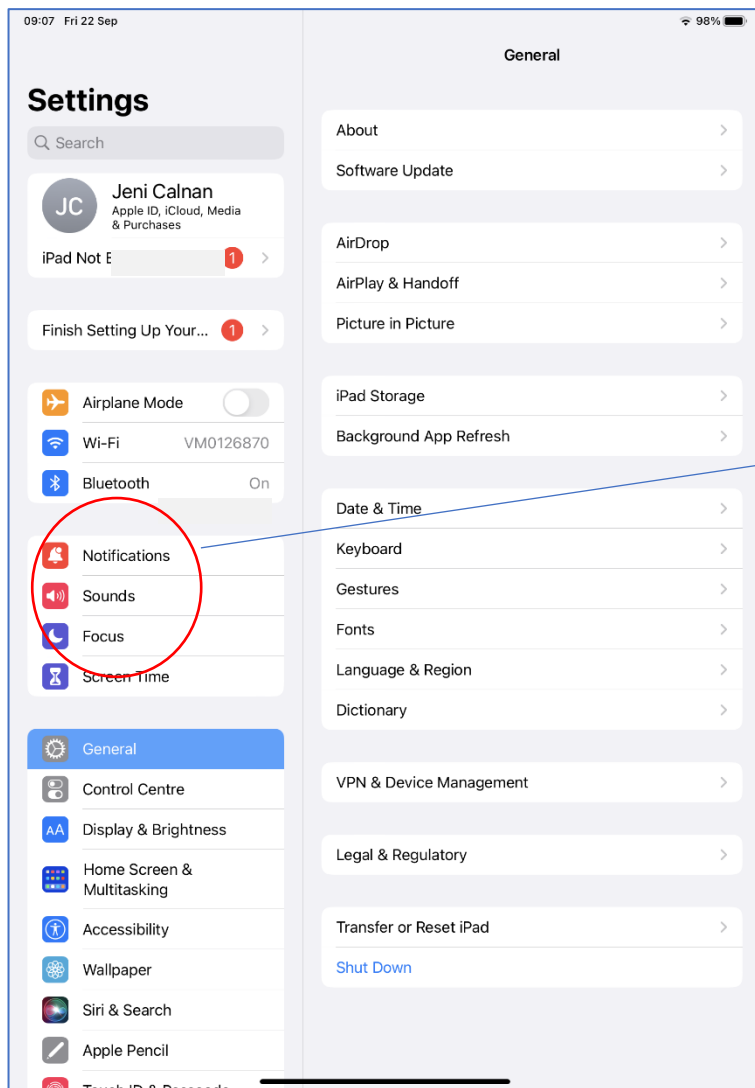 09:07 Fri 22 Sep
98%
Settings
Search
JC
Jeni Calnan
Apple ID, iCloud, Media
& Purchases
iPad Not
1
Finish Setting Up Your...
1
Airplane Mode
Wi-Fi VM0126870
Bluetooth On
Notifications
Sounds
Focus
Screen Time
General
Control Centre
AA
Display & Brightness
Home Screen &
Multitasking
Accessibility
Wallpaper
Siri & Search
Apple Pencil
General
About
Software Update
AirDrop
AirPlay & Handoff
Picture in Picture
iPad Storage
Background App Refresh
Date & Time
Keyboard
Gestures
Fonts
Language & Region
Dictionary
VPN & Device Management
Legal & Regulatory
Transfer or Reset iPad
Shut Down